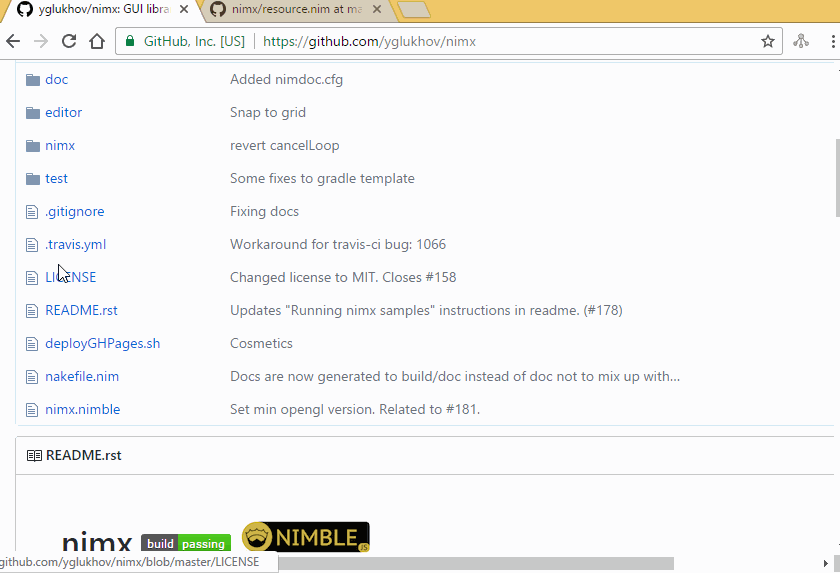 yglukhov/nimx: GUI libra
nimx/resource.nim at ma
GitHub, Inc. [US] https://github.com/yglukhov/nimx
doc Added nimdoc.cfg
editor Snap to grid
nimx revert cancelLoop
test Some fixes to gradle template
.gitignore Fixing docs
.travis.yml Workaround for travis-ci bug: 1066
LICENSE Changed license to MIT. Closes #158
README.rst Updates "Running nimx samples" instructions in readme. (#178)
deployGHPages.sh Cosmetics
nakefile.nim Docs are now generated to build/doc instead of doc not to mix up with...
nimx.nimble Set min opengl version. Related to #181.
README.rst
nimx build passing NIMBLE JS
github.com/yglukhov/nimx/blob/master/LICENSE